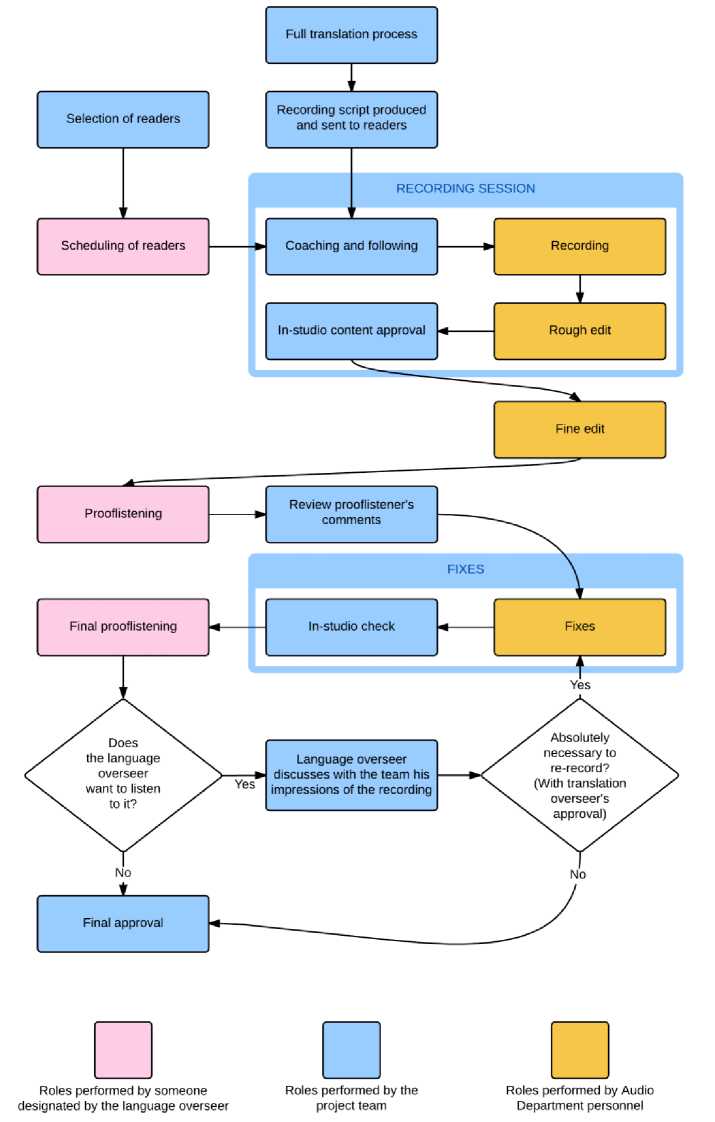 Full translation process
Selection of readers
Recording script produced
and sent to readers
RECORDING SESSION
Scheduling of readers
Coaching and following
Recording
In-studio content approval
Rough edit
Fine edit
Prooflistening
Review prooflistener's
comments
FIXES
Final prooflistening
In-studio check
Fixes
Yes
Does
the language
overseer
want to listen
to it?
Yes
Language overseer
discusses with the team his
impressions of the recording
Absolutely
necessary to
re-record?
(With translation
overseer's
approval)
No
No
Final approval
Roles performed by someone
designated by the language overseer
Roles performed by the
project team
Roles performed by Audio
Department personnel